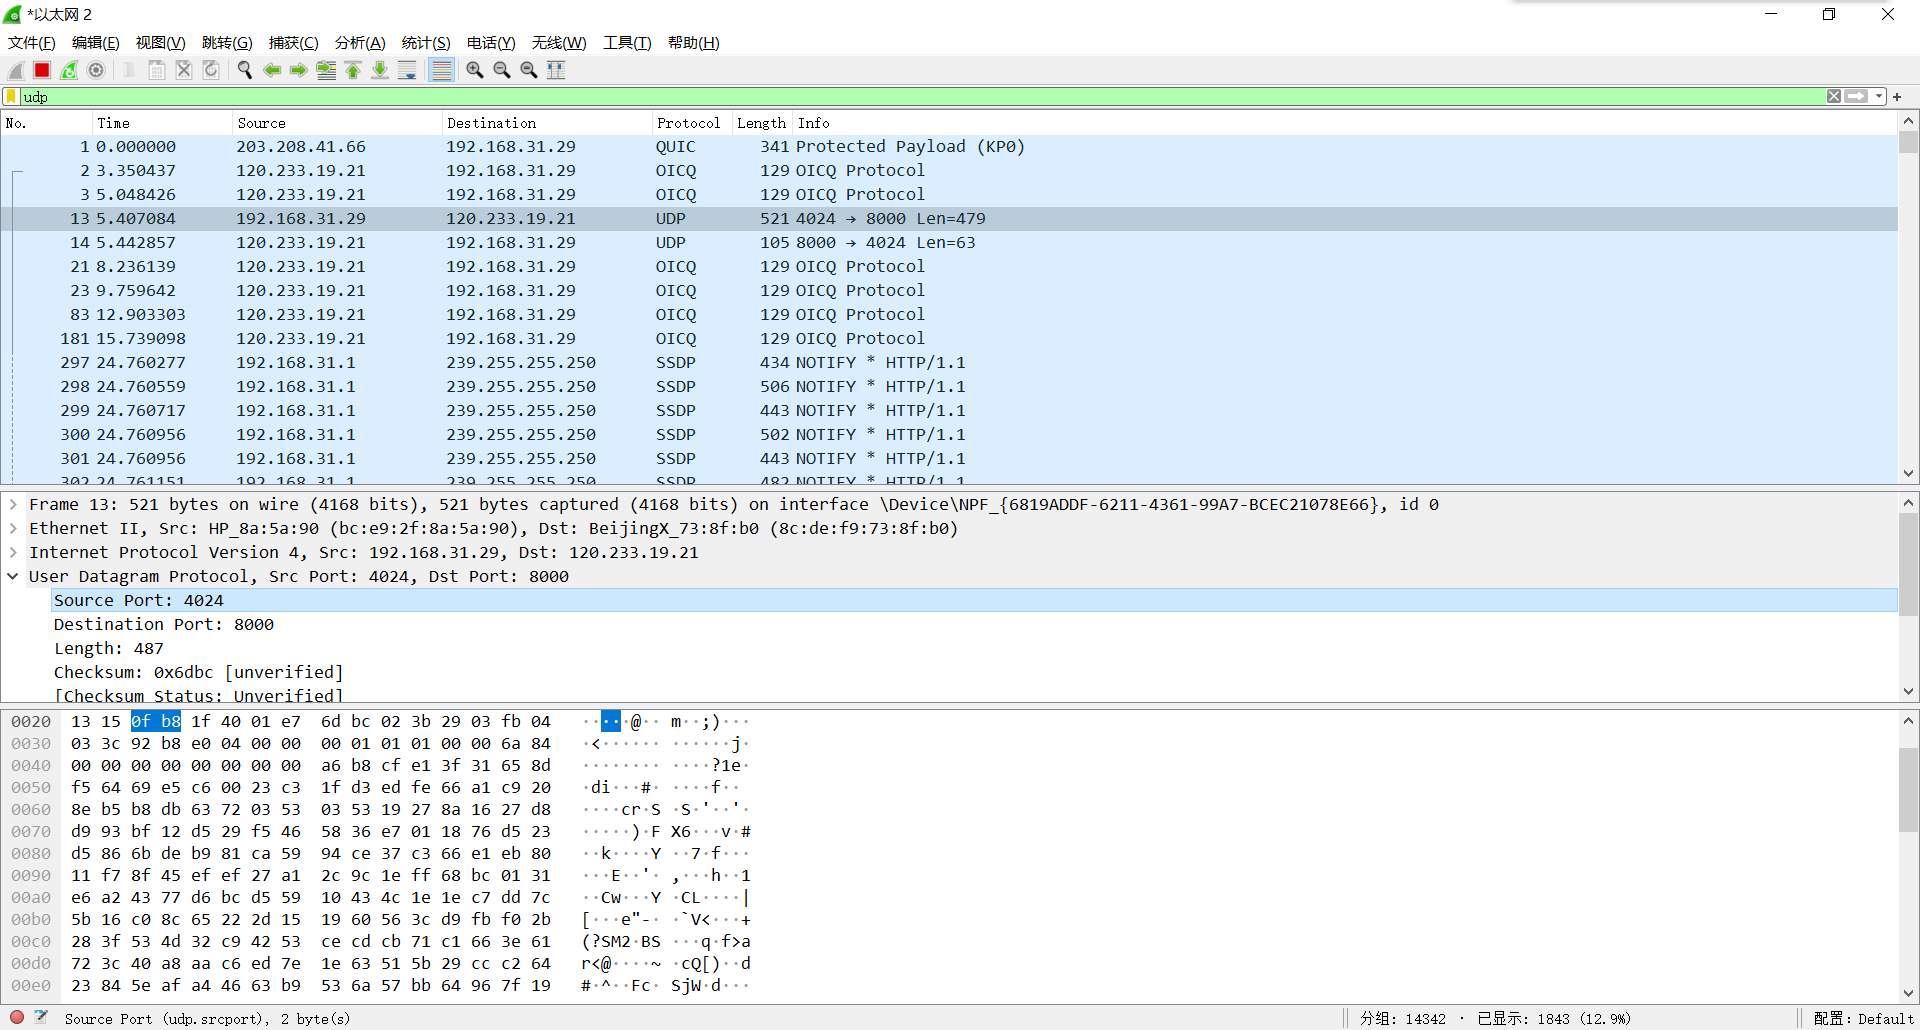 *以太网 2
文件(F) 编辑(E) 视图(V) 跳转(G) 捕获(C) 分析(A) 统计(S) 电话(Y) 无线(W) 工具(T) 帮助(H)
udp
No. Time Source Destination Protocol Length Info
1 0.000000 203.208.41.66 192.168.31.29 QUIC 341 Protected Payload (KP0)
2 3.350437 120.233.19.21 192.168.31.29 OICQ 129 OICQ Protocol
3 5.048426 120.233.19.21 192.168.31.29 OICQ 129 OICQ Protocol
13 5.407084 192.168.31.29 120.233.19.21 UDP 521 4024 → 8000 Len=479
14 5.442857 120.233.19.21 192.168.31.29 UDP 105 8000 → 4024 Len=63
21 8.236139 120.233.19.21 192.168.31.29 OICQ 129 OICQ Protocol
23 9.759642 120.233.19.21 192.168.31.29 OICQ 129 OICQ Protocol
83 12.903303 120.233.19.21 192.168.31.29 OICQ 129 OICQ Protocol
181 15.739098 120.233.19.21 192.168.31.29 OICQ 129 OICQ Protocol
297 24.760277 192.168.31.1 239.255.255.250 SSDP 434 NOTIFY * HTTP/1.1
298 24.760559 192.168.31.1 239.255.255.250 SSDP 506 NOTIFY * HTTP/1.1
299 24.760717 192.168.31.1 239.255.255.250 SSDP 443 NOTIFY * HTTP/1.1
300 24.760956 192.168.31.1 239.255.255.250 SSDP 502 NOTIFY * HTTP/1.1
301 24.760956 192.168.31.1 239.255.255.250 SSDP 443 NOTIFY * HTTP/1.1
302 24.761151 192.168.31.1 239.255.255.250 SSDP 482 NOTIFY * HTTP/1.1
Frame 13: 521 bytes on wire (4168 bits), 521 bytes captured (4168 bits) on interface \Device\NPF_{6819ADDF-6211-4361-99A7-BCEC21078E66}, id 0
Ethernet II, Src: HP_8a:5a:90 (bc:e9:2f:8a:5a:90), Dst: BeijingX_73:8f:b0 (8c:de:f9:73:8f:b0)
Internet Protocol Version 4, Src: 192.168.31.29, Dst: 120.233.19.21
User Datagram Protocol, Src Port: 4024, Dst Port: 8000
Source Port: 4024
Destination Port: 8000
Length: 487
Checksum: 0x6dbc [unverified]
[Checksum Status: Unverified]
0020 13 15 0f b8 1f 40 01 e7 6d bc 02 3b 29 03 fb 04 ·····@·· m··;)···
0030 03 3c 92 b8 e0 04 00 00 00 01 01 01 00 00 6a 84 ·<······ ······j·
0040 00 00 00 00 00 00 00 00 a6 b8 cf e1 3f 31 65 8d ········ ····?1e·
0050 f5 64 69 e5 c6 00 23 c3 1f d3 ed fe 66 a1 c9 20 ·di···#· ····f··
0060 8e b5 b8 db 63 72 03 53 03 53 19 27 8a 16 27 d8 ····cr·S ·S·'··'·
0070 d9 93 bf 12 d5 29 f5 46 58 36 e7 01 18 76 d5 23 ·····)·F X6···v·#
0080 d5 86 6b de b9 81 ca 59 94 ce 37 c3 66 e1 eb 80 ··k····Y ··7·f···
0090 11 f7 8f 45 ef ef 27 a1 2c 9c 1e ff 68 bc 01 31 ···E··'· ,···h··1
00a0 e6 a2 43 77 d6 bc d5 59 10 43 4c 1e 1e c7 dd 7c ··Cw···Y ·CL····|
00b0 5b 16 c0 8c 65 22 2d 15 19 60 56 3c d9 fb f0 2b [···e"-· ·`V<···+
00c0 28 3f 53 4d 32 c9 42 53 ce cd cb 71 c1 66 3e 61 (?SM2·BS ···q·f>a
00d0 72 3c 40 a8 aa c6 ed 7e 1e 63 51 5b 29 cc c2 64 r<@····~ ·cQ[)··d
00e0 23 84 5e af a4 46 63 b9 53 6a 57 bb 64 96 7f 19 #·^··Fc· SjW·d···
Source Port (udp.srcport), 2 byte(s) 分组: 14342 · 已显示: 1843 (12.9%) 配置: Default